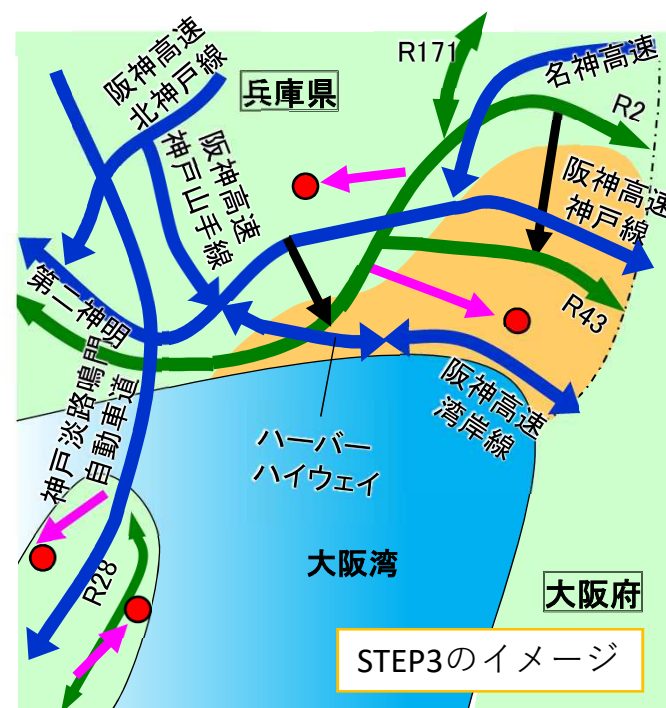 阪神高速
北神戸線
兵庫県
R171
名神高速
R2
阪神高速
神戸山手線
阪神高速
神戸線
第二神明
R43
神戸淡路鳴門
自動車道
ハーバー
ハイウェイ
阪神高速
湾岸線
R28
大阪湾
大阪府
STEP3のイメージ